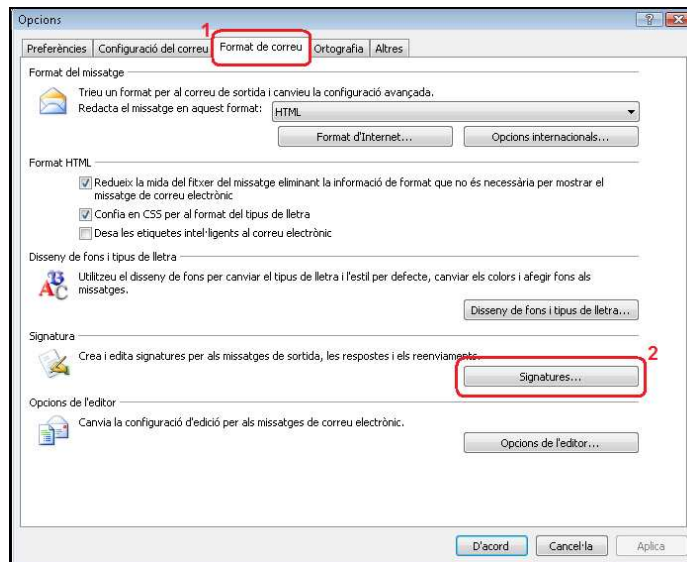 Opcions
1
Preferències
Configuració del correu
Format de correu
Ortografia
Altres
Format del missatge
Trieu un format per al correu de sortida i canvieu la configuració avançada.
Redacta el missatge en aquest format:
HTML
Format d'Internet...
Opcions internacionals...
Format HTML
Redueix la mida del fitxer del missatge eliminant la informació de format que no és necessària per mostrar el
missatge de correu electrònic
Confia en CSS per al format del tipus de lletra
Desa les etiquetes intel·ligents al correu electrònic
Disseny de fons i tipus de lletra
Utilitzeu el disseny de fons per canviar el tipus de lletra i l'estil per defecte, canviar els colors i afegir fons als
missatges.
Disseny de fons i tipus de lletra...
Signatura
Crea i edita signatures per als missatges de sortida, les respostes i els reenviaments.
2
Signatures...
Opcions de l'editor
Canvia la configuració d'edició per als missatges de correu electrònic.
Opcions de l'editor...
D'acord
Cancel·la
Aplica